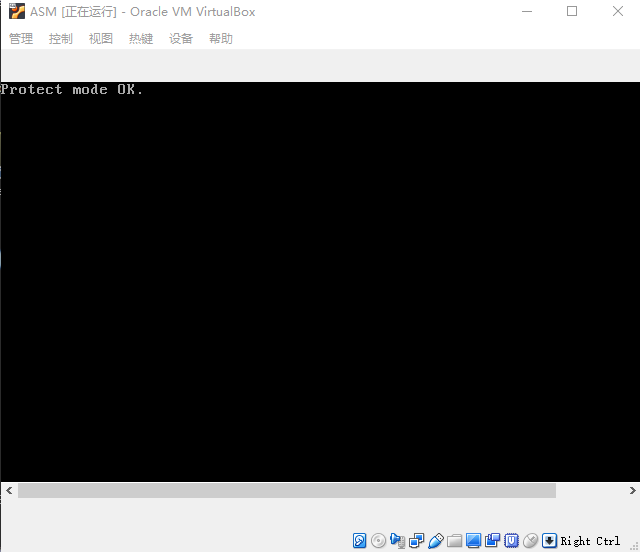 ASM [正在运行] - Oracle VM VirtualBox
管理 控制 视图 热键 设备 帮助
Protect mode OK.
Right Ctrl